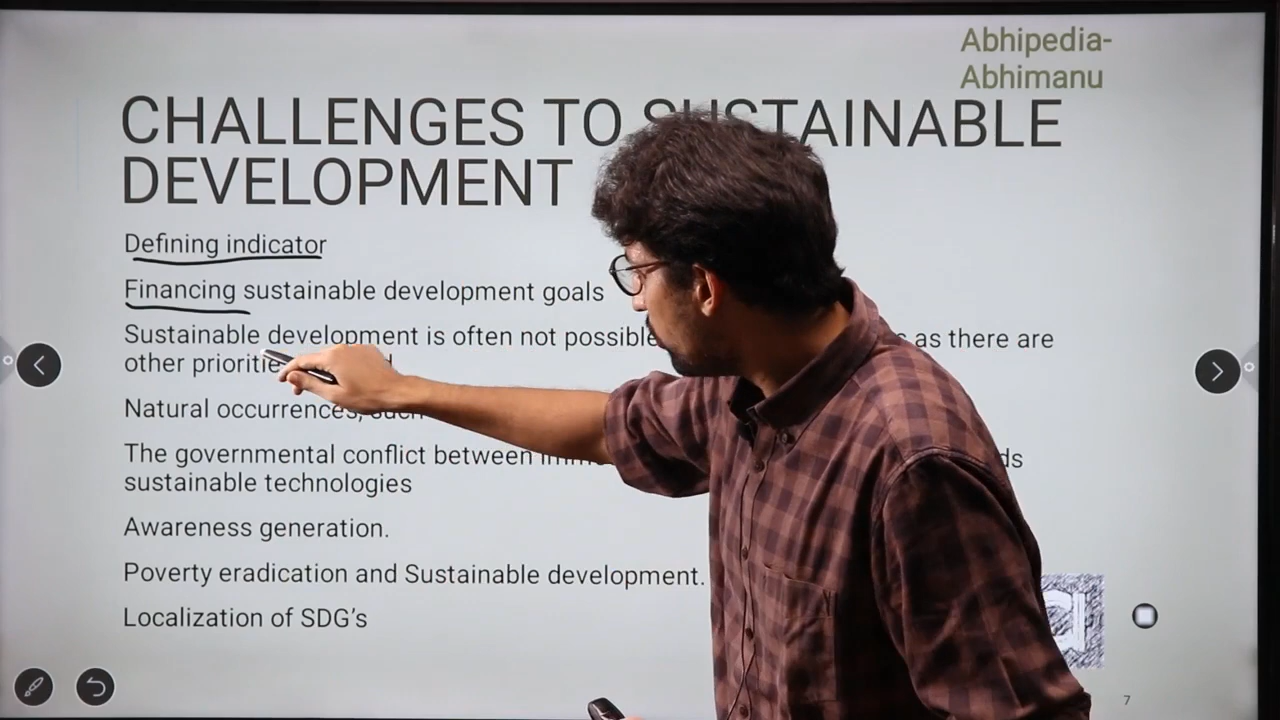 Abhipedia-
Abhimanu
CHALLENGES TO SUSTAINABLE
DEVELOPMENT
Defining indicator
Financing sustainable development goals
Sustainable development is often not possible as there are
other
Natural occurrences, such
The governmental conflict between
sustainable technologies
Awareness generation.
Poverty eradication and Sustainable development.
Localization of SDG's
7